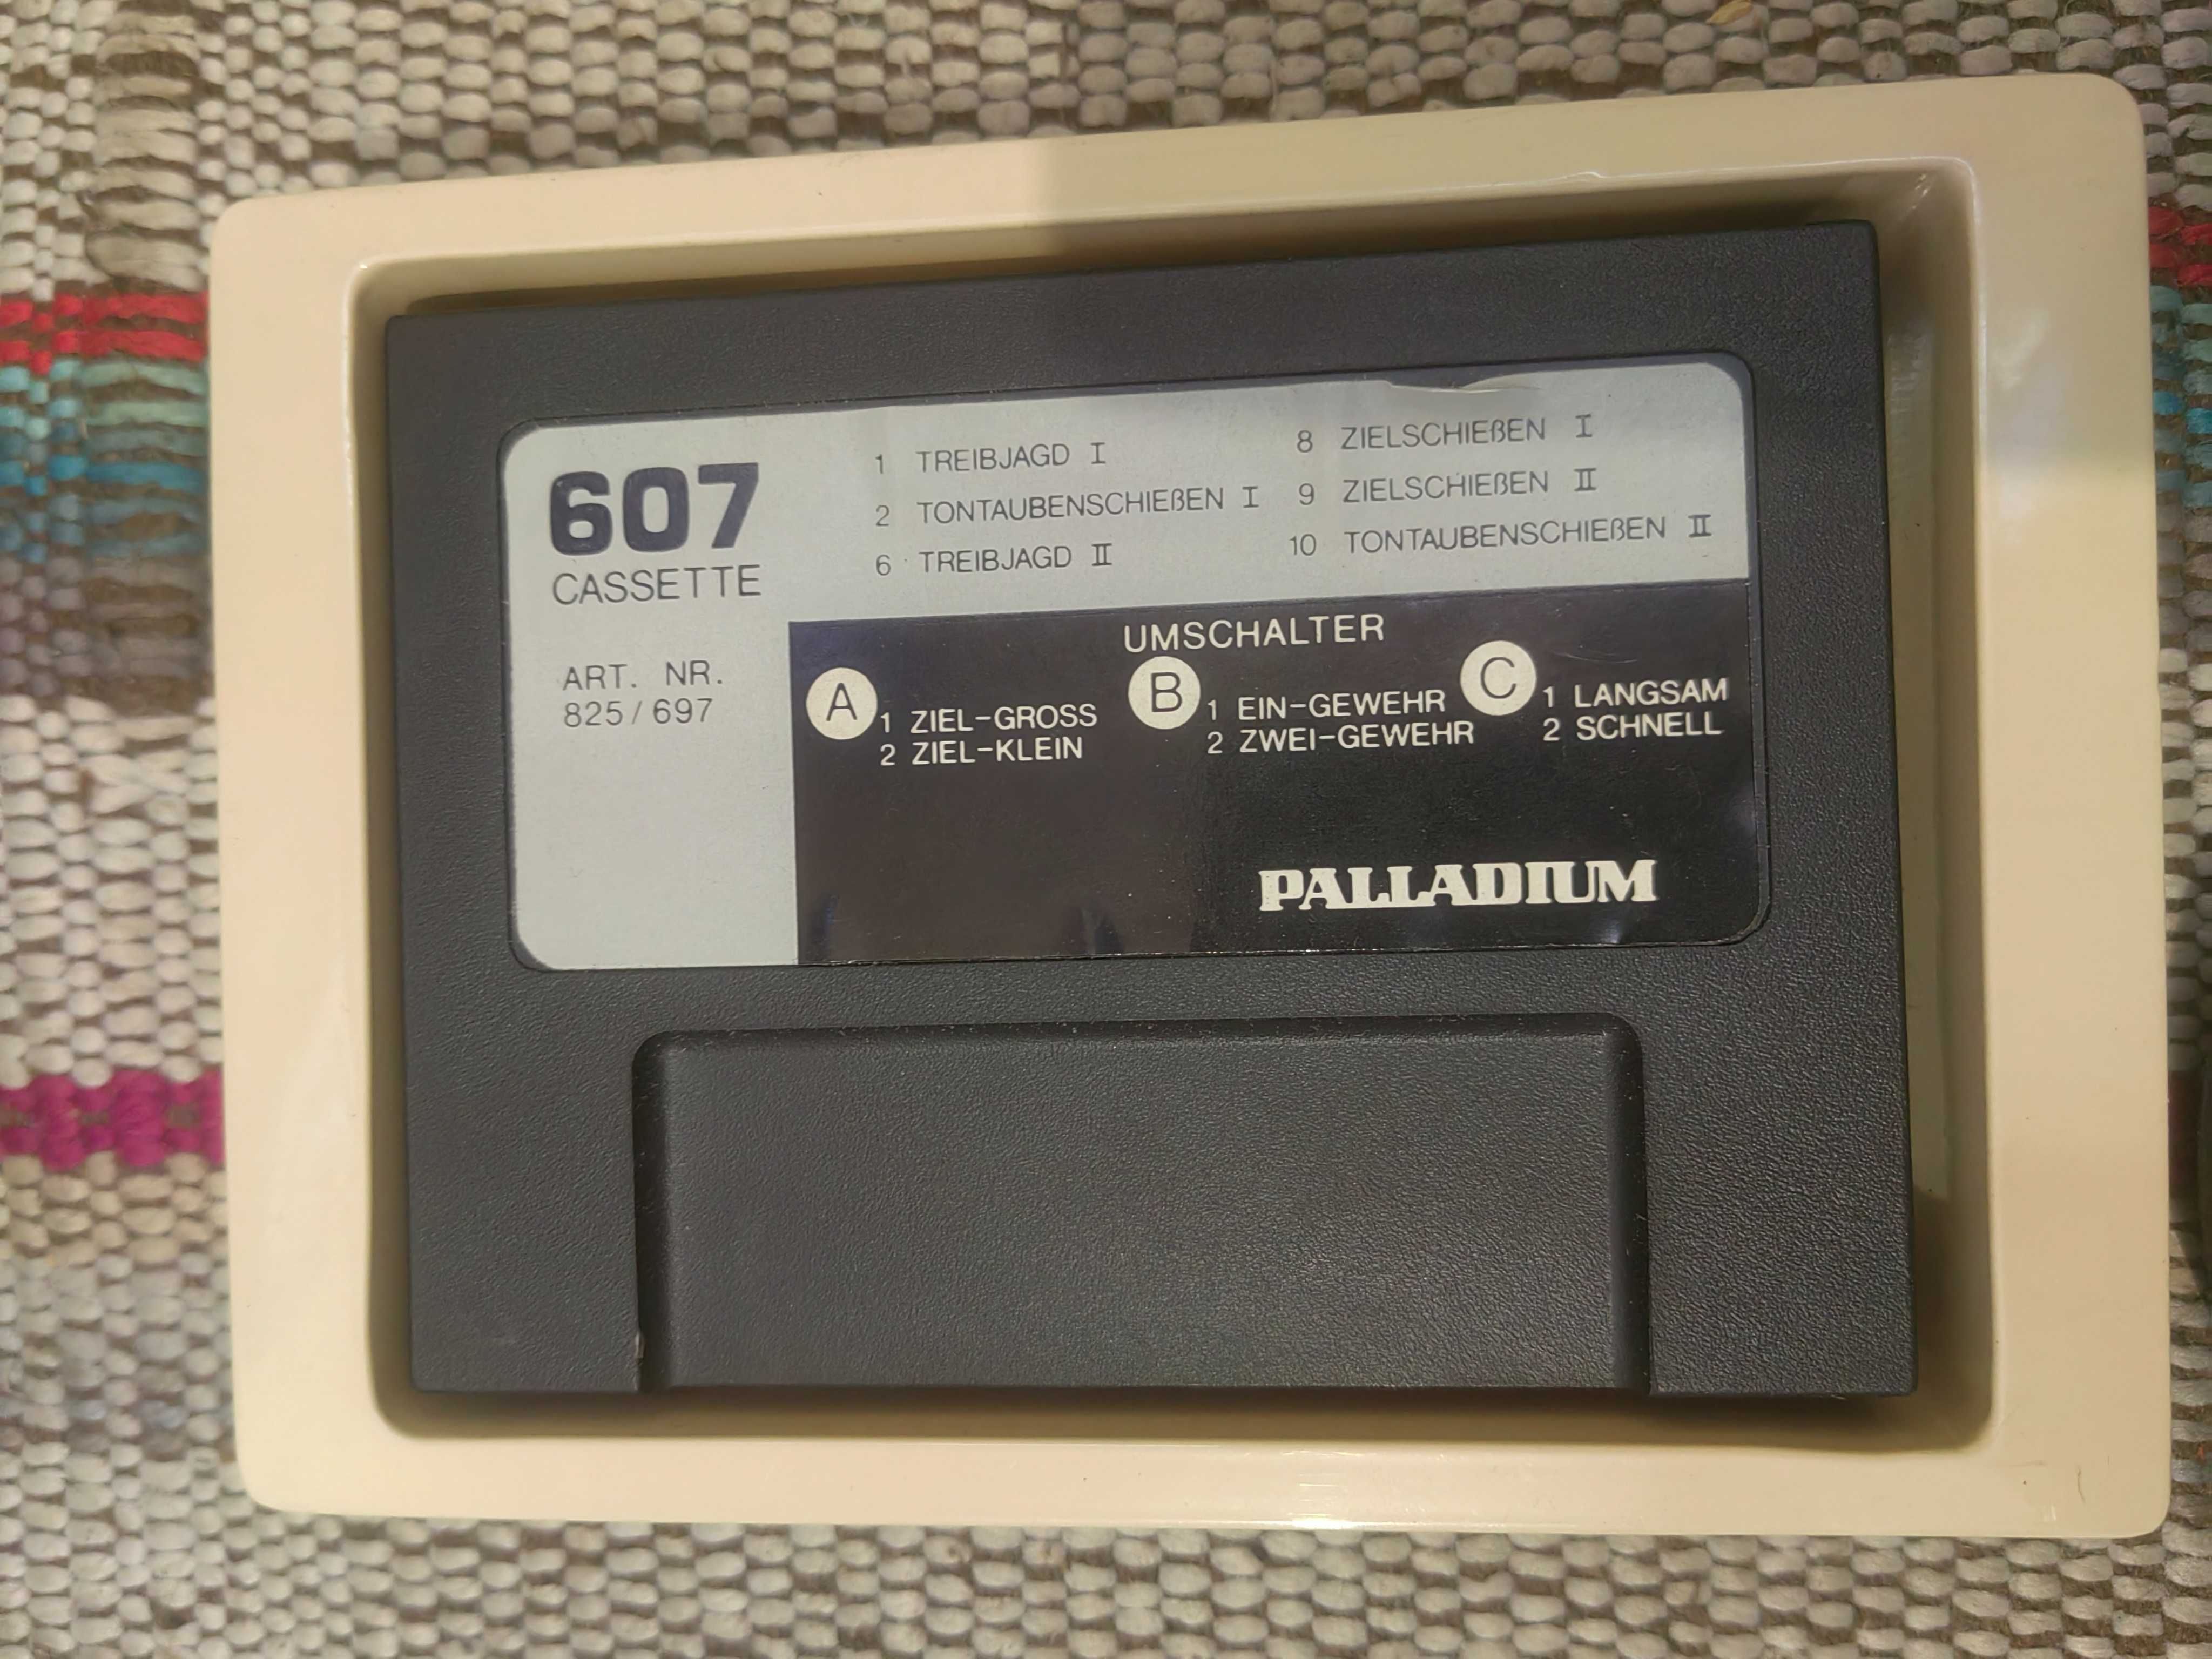 607
CASSETTE
ART. NR.
825/697
1 TREIBJAGD I
2 TONTAUBENSCHIEßEN I
6 TREIBJAGD II
8 ZIELSCHIEßEN I
9 ZIELSCHIEßEN II
10 TONTAUBENSCHIEßEN II
UMSCHALTER
A
1 ZIEL-GROSS
2 ZIEL-KLEIN
B
1 EIN-GEWEHR
2 ZWEI-GEWEHR
C
1 LANGSAM
2 SCHNELL
PALLADIUM